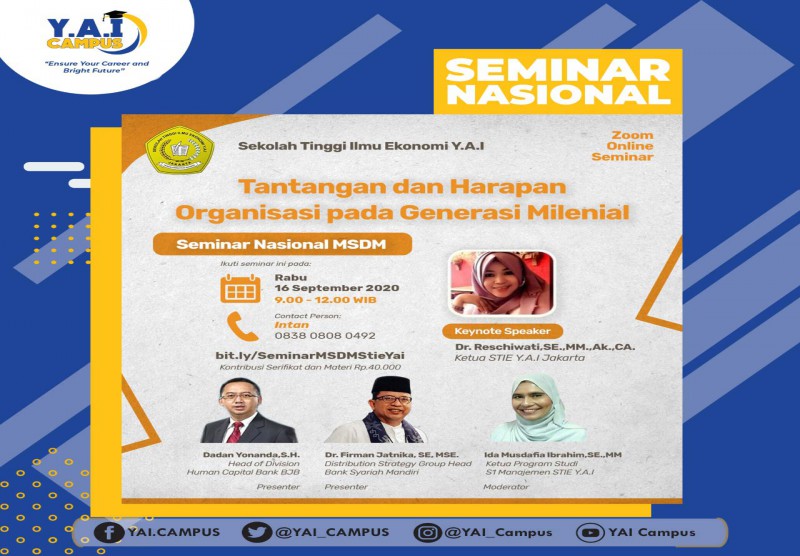 Y.A.I
CAMPUS
"Ensure Your Career and
Bright Future"
SEMINAR
NASIONAL
Sekolah Tinggi Ilmu Ekonomi Y.A.I
Zoom
Online
Seminar
Tantangan dan Harapan
Organisasi pada Generasi Milenial
Seminar Nasional MSDM
Ikuti seminar ini pada:
Rabu
16 September 2020
9.00 - 12.00 WIB
Contact Person:
Intan
0838 0808 0492
bit.ly/SeminarMSDMStieYai
Kontribusi Serifikat dan Materi Rp.40.000
Keynote Speaker
Dr. Reschiwati,SE.,MM.,Ak.,CA.
Ketua STIE Y.A.I Jakarta
Dadan Yonanda,S.H.
Head of Division
Human Capital Bank BJB
Presenter
Dr. Firman Jatnika, SE, MSE.
Distribution Strategy Group Head
Bank Syariah Mandiri
Presenter
Ida Musdafia Ibrahim,SE.,MM
Ketua Program Studi
S1 Manajemen STIE Y.A.I
Moderator
YAI.CAMPUS
@YAI_CAMPUS
@YAI_Campus
YAI Campus